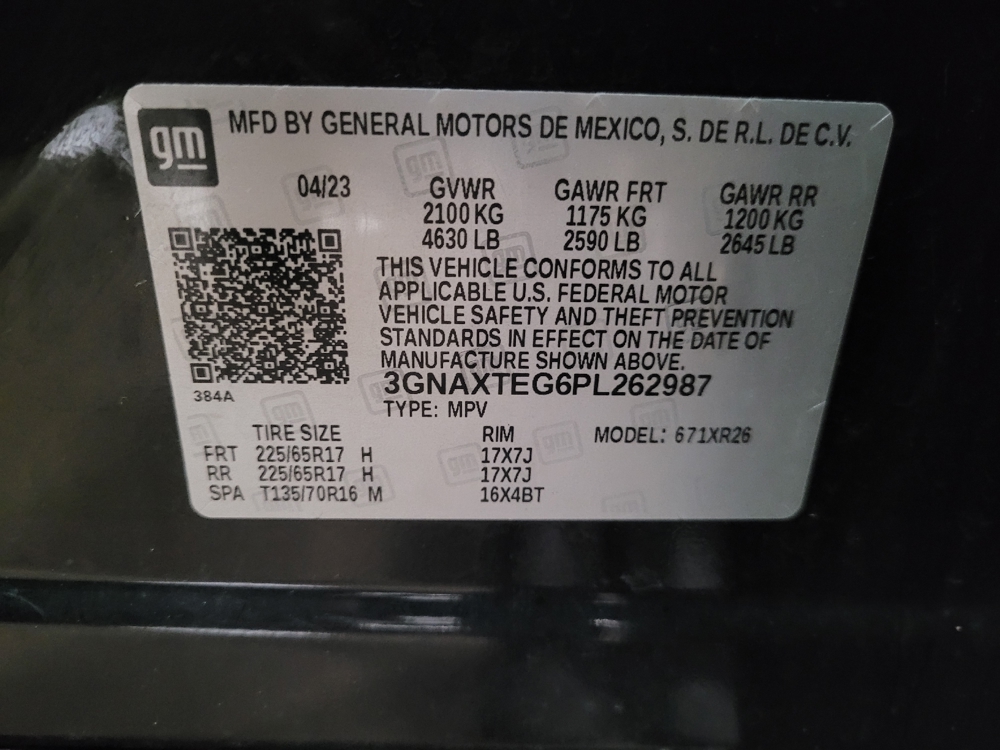 gm
MFD BY GENERAL MOTORS DE MEXICO, S. DE R.L. DE C.V.
04/23 GVWR GAWR FRT GAWR RR
2100 KG 1175 KG 1200 KG
4630 LB 2590 LB 2645 LB
THIS VEHICLE CONFORMS TO ALL
APPLICABLE U.S. FEDERAL MOTOR
VEHICLE SAFETY AND THEFT PREVENTION
STANDARDS IN EFFECT ON THE DATE OF
MANUFACTURE SHOWN ABOVE.
3GNAXTEG6PL262987
384A
TYPE: MPV
TIRE SIZE RIM MODEL: 671XR26
FRT 225/65R17 H 17X7J
RR 225/65R17 H 17X7J
SPA T135/70R16 M 16X4BT